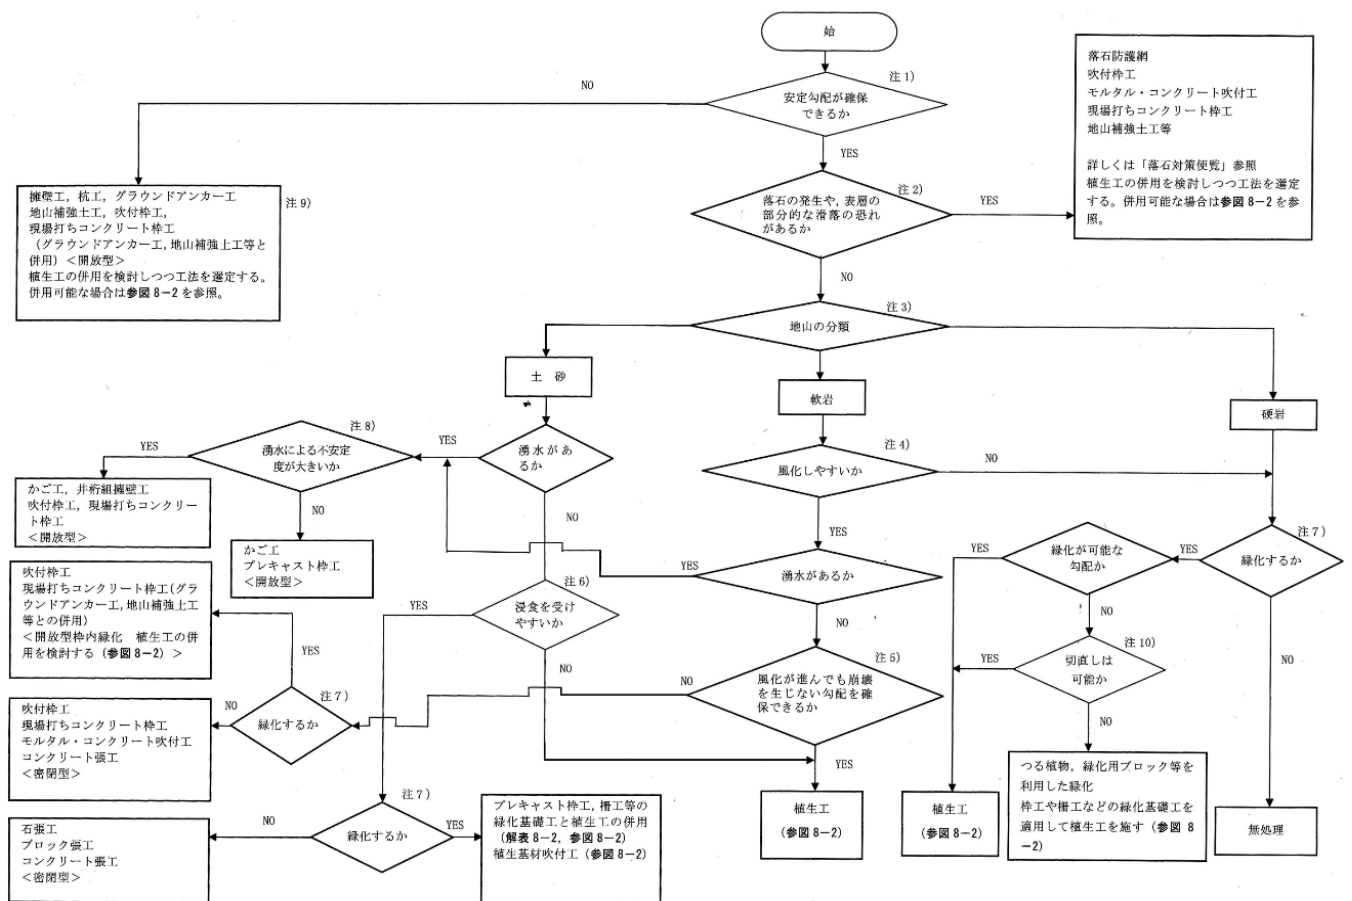 始
注 1)
安定勾配が確保
できるか
NO
YES
落石防護網
吹付枠工
モルタル・コンクリート吹付工
現場打ちコンクリート枠工
地山補強土工等
詳しくは「落石対策便覧」参照
植生工の併用を検討しつつ工法を選定
する。併用可能な場合は参図 8－2 を参
照。
擁壁工, 杭工, グラウンドアンカー工
地山補強土工, 吹付枠工,
現場打ちコンクリート枠工
(グラウンドアンカー工, 地山補強土工等と
併用)＜開放型＞
植生工の併用を検討しつつ工法を選定する。
併用可能な場合は参図 8－2 を参照。
注 9)
注 2)
落石の発生や, 表層の
部分的な滑落の恐れ
があるか
YES
NO
注 3)
地山の分類
土 砂
軟岩
硬岩
注 8)
湧水による不安定
度が大きいか
YES
NO
湧水があ
るか
YES
NO
かご工, 井桁組擁壁工
吹付枠工, 現場打ちコンクリー
ト枠工
＜開放型＞
かご工
プレキャスト枠工
＜開放型＞
注 4)
風化しやすいか
NO
YES
湧水があるか
YES
NO
注 7)
緑化するか
YES
NO
緑化が可能な
勾配か
YES
NO
注 10)
切直しは
可能か
YES
NO
注 6)
浸食を受け
やすいか
YES
NO
注 5)
風化が進んでも崩壊
を生じない勾配を確
保できるか
NO
YES
吹付枠工
現場打ちコンクリート枠工(グ
ラウンドアンカー工, 地山補強土工
等との併用)
＜開放型枠内緑化 植生工の併
用を検討する (参図 8－2) ＞
YES
注 7)
緑化するか
NO
吹付枠工
現場打ちコンクリート枠工
モルタル・コンクリート吹付工
コンクリート張工
＜密閉型＞
注 7)
緑化するか
NO
YES
石張工
ブロック張工
コンクリート張工
＜密閉型＞
プレキャスト枠工, 柵工等の
緑化基礎工と植生工の併用
(解表 8－2, 参図 8－2)
植生基材吹付工 (参図 8－2)
植生工
(参図 8－2)
植生工
(参図 8－2)
つる植物, 緑化用ブロック等を
利用した緑化
枠工や柵工などの緑化基礎工を
適用して植生工を施す (参図 8
－2)
無処理